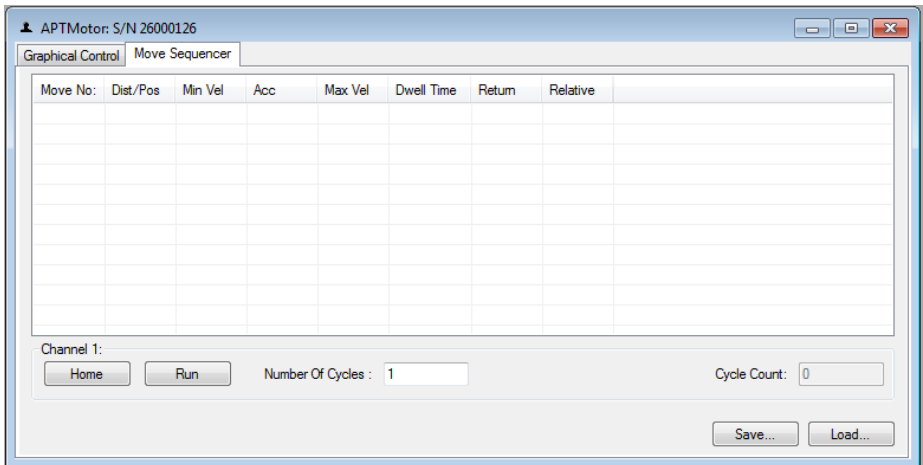 APTMotor: S/N 26000126
Graphical Control Move Sequencer
Move No: Dist/Pos Min Vel Acc Max Vel Dwell Time Return Relative
Channel 1:
Home Run Number Of Cycles : 1 Cycle Count: 0
Save... Load...